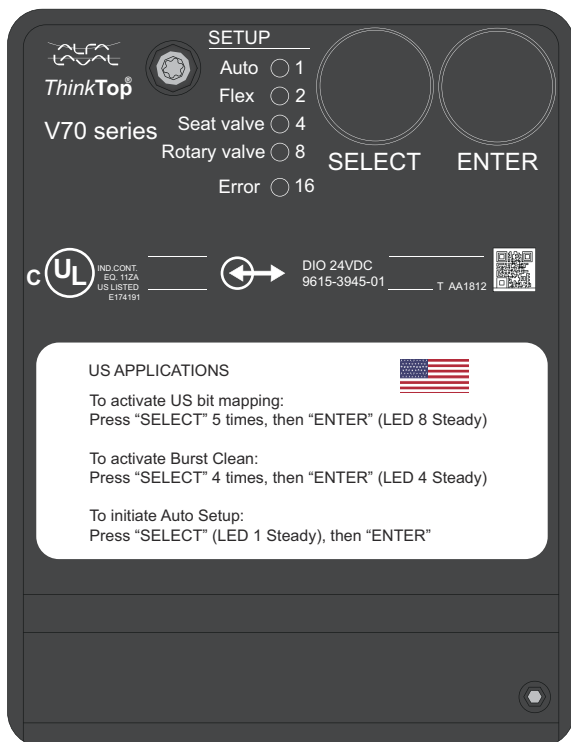 ALFA
LAVAL
ThinkTop®
V70 series
SETUP
Auto 1
Flex 2
Seat valve 4
Rotary valve 8
Error 16
SELECT
ENTER
C UL
IND.CONT.
EQ. 11ZA
US LISTED
E174191
DIO 24VDC
9615-3945-01
T AA1812
US APPLICATIONS
To activate US bit mapping:
Press “SELECT” 5 times, then “ENTER” (LED 8 Steady)
To activate Burst Clean:
Press “SELECT” 4 times, then “ENTER” (LED 4 Steady)
To initiate Auto Setup:
Press “SELECT” (LED 1 Steady), then “ENTER”